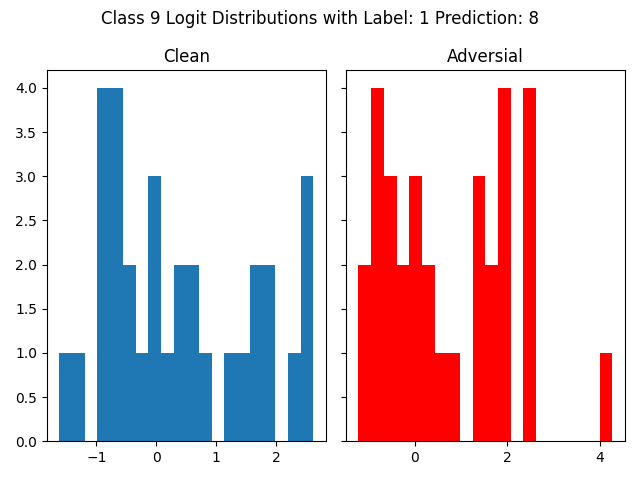 Class 9 Logit Distributions with Label: 1 Prediction: 8
Clean
Adversial
4.0
3.5
3.0
2.5
2.0
1.5
1.0
0.5
0.0
−1 0 1 2
0 2 4